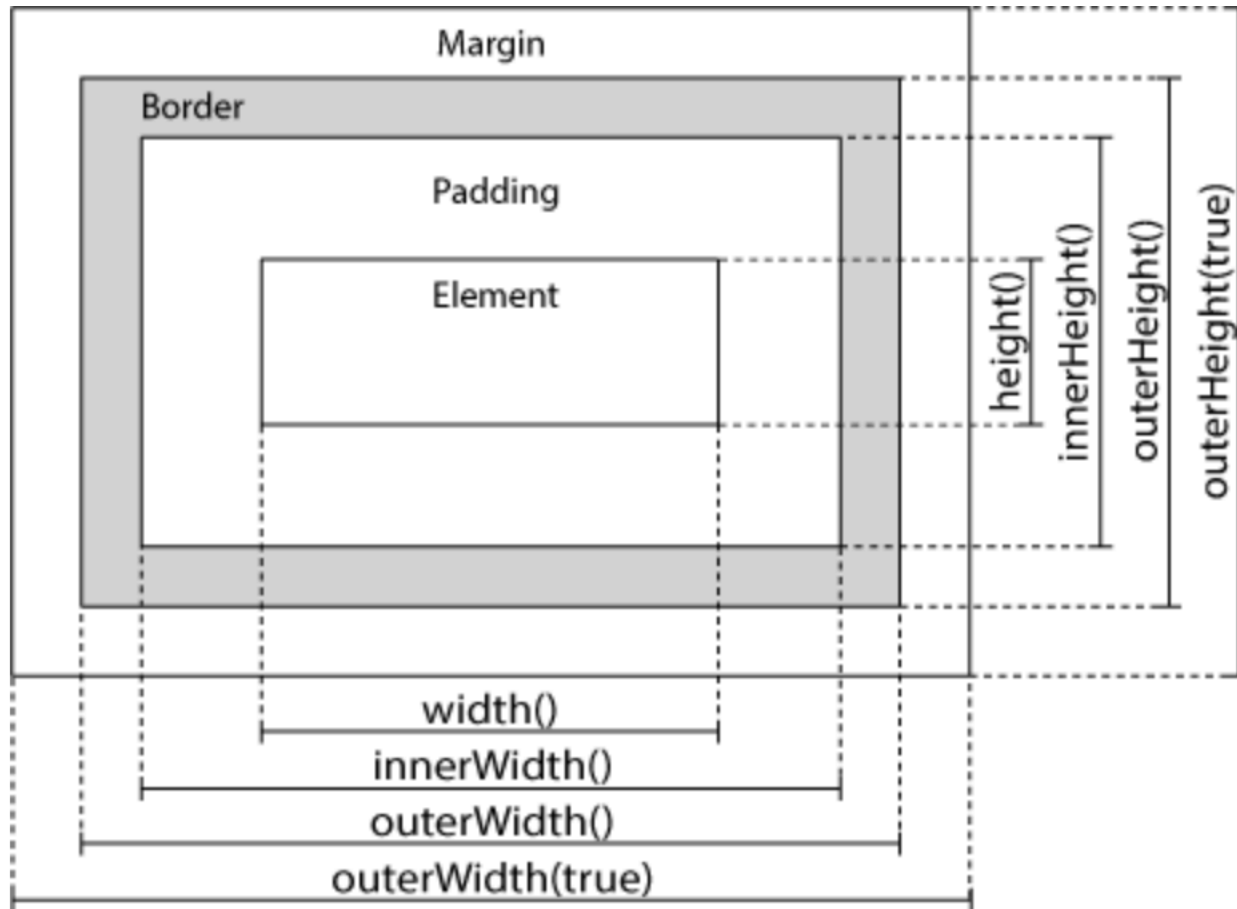 Margin
Border
Padding
Element
height()
innerHeight()
outerHeight()
outerHeight(true)
width()
innerWidth()
outerWidth()
outerWidth(true)